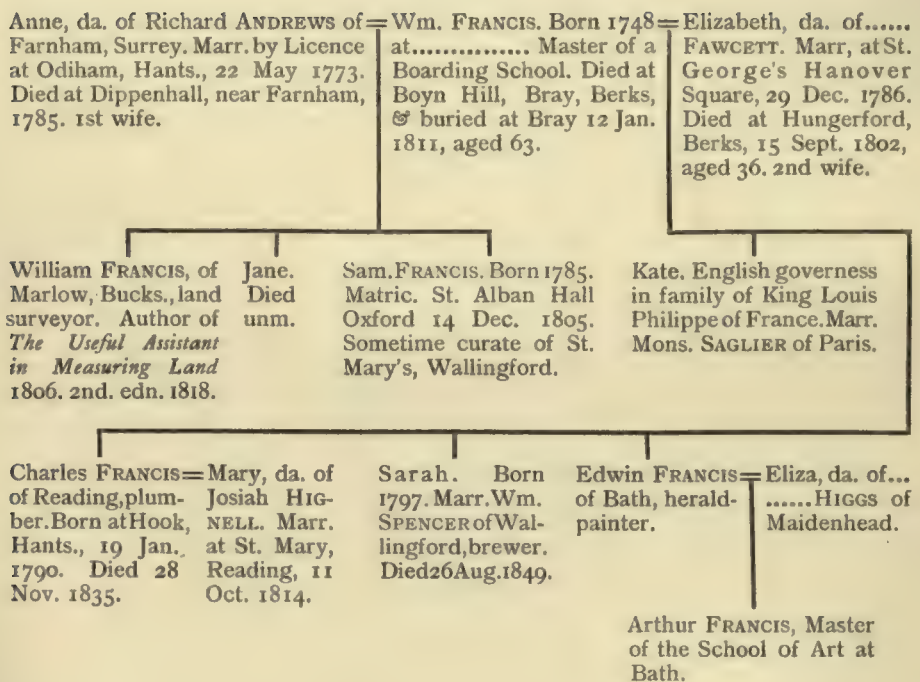 Anne, da. of Richard ANDREWS of
Farnham, Surrey. Marr. by Licence
at Odiham, Hants., 22 May 1773.
Died at Dippenhall, near Farnham,
1785. 1st wife.
=
Wm. FRANCIS. Born 1748
at............... Master of a
Boarding School. Died at
Boyn Hill, Bray, Berks,
& buried at Bray 12 Jan.
1811, aged 63.
=
Elizabeth, da. of......
FAWCETT. Marr, at St.
George's Hanover
Square, 29 Dec. 1786.
Died at Hungerford,
Berks, 15 Sept. 1802,
aged 36. 2nd wife.
William FRANCIS, of
Marlow, Bucks., land
surveyor. Author of
The Useful Assistant
in Measuring Land
1806. 2nd. edn. 1818.
Jane.
Died
unm.
Sam. FRANCIS. Born 1785.
Matric. St. Alban Hall
Oxford 14 Dec. 1805.
Sometime curate of St.
Mary's, Wallingford.
Kate. English governess
in family of King Louis
Philippe of France. Marr.
Mons. SAGLIER of Paris.
Charles FRANCIS
of Reading, plum-
ber. Born at Hook,
Hants., 19 Jan.
1790. Died 28
Nov. 1835.
=
Mary, da. of
Josiah HIG-
NELL. Marr.
at St. Mary,
Reading, 11
Oct. 1814.
Sarah. Born
1797. Marr. Wm.
SPENCER of Wal-
lingford, brewer.
Died 26 Aug. 1849.
Edwin FRANCIS
of Bath, herald-
painter.
=
Eliza, da. of...
......HIGGS of
Maidenhead.
Arthur FRANCIS, Master
of the School of Art at
Bath.